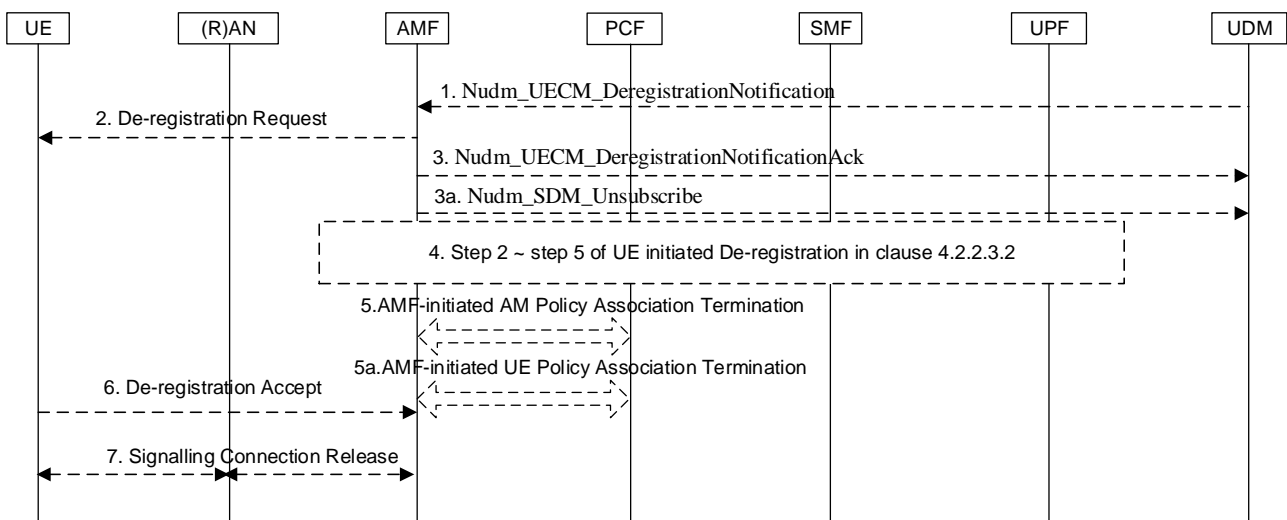 UE
(R)AN
AMF
PCF
SMF
UPF
UDM
1. Nudm_UECM_DeregistrationNotification
2. De-registration Request
3. Nudm_UECM_DeregistrationNotificationAck
3a. Nudm_SDM_Unsubscribe
4. Step 2 ~ step 5 of UE initiated De-registration in clause 4.2.2.3.2
5.AMF-initiated AM Policy Association Termination
5a.AMF-initiated UE Policy Association Termination
6. De-registration Accept
7. Signalling Connection Release